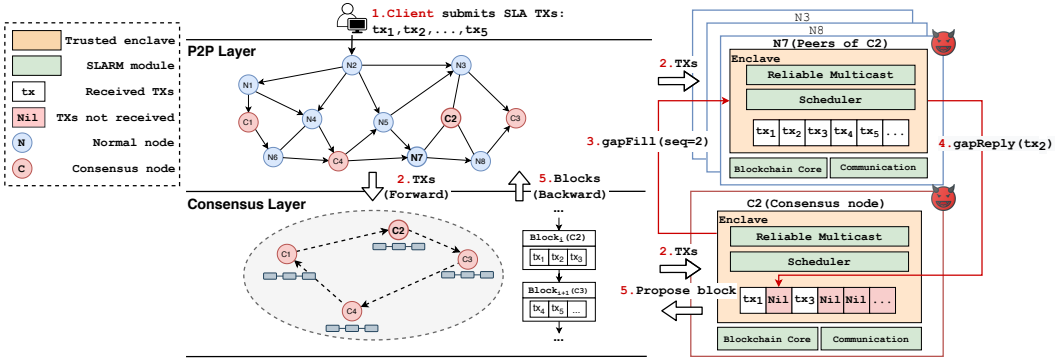 Trusted enclave
SLARM module
tx Received TXs
Nil TXs not received
N Normal node
C Consensus node
1.Client submits SLA TXs:
tx1,tx2,...,tx5
P2P Layer
N1
N2
N3
C1
N4
N5
C2
C3
N6
C4
N7
N8
2.TXs
(Forward)
5.Blocks
(Backward)
Consensus Layer
C2
C1
C3
C4
...
Blocki(C2)
tx1 tx2 tx3
Blocki+1(C3)
tx4 tx5 ...
...
2.TXs
3.gapFill(seq=2)
4.gapReply(tx2)
2.TXs
5.Propose block
N3
N8
N7(Peers of C2)
Enclave
Reliable Multicast
Scheduler
tx1 tx2 tx3 tx4 tx5 ...
Blockchain Core
Communication
C2(Consensus node)
Enclave
Reliable Multicast
Scheduler
tx1 Nil tx3 Nil Nil ...
Blockchain Core
Communication